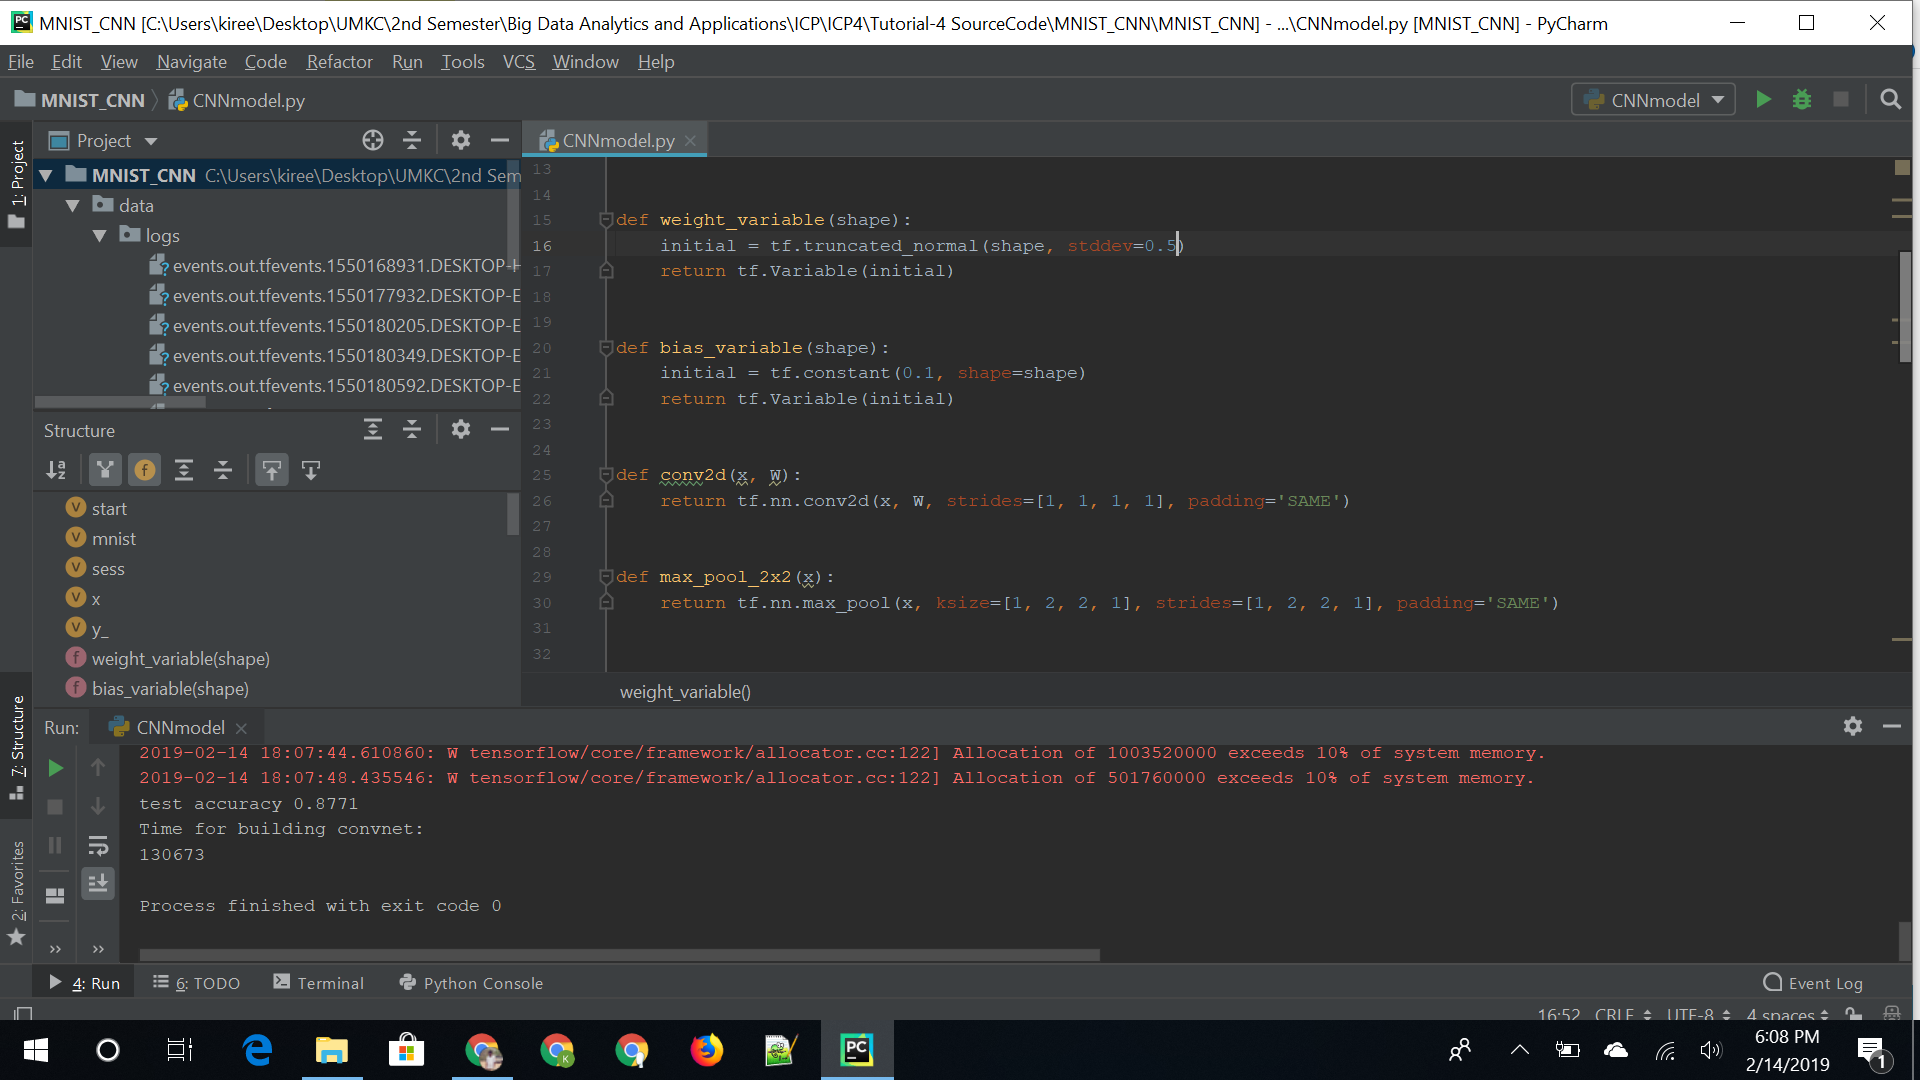 MNIST_CNN [C:\Users\kiree\Desktop\UMKC\2nd Semester\Big Data Analytics and Applications\ICP\ICP4\Tutorial-4 SourceCode\MNIST_CNN\MNIST_CNN] - ...\CNNmodel.py [MNIST_CNN] - PyCharm
File Edit View Navigate Code Refactor Run Tools VCS Window Help
MNIST_CNN CNNmodel.py CNNmodel
1: Project
Project
MNIST_CNN C:\Users\kiree\Desktop\UMKC\2nd Sem
data
logs
events.out.tfevents.1550168931.DESKTOP-
events.out.tfevents.1550177932.DESKTOP-E
events.out.tfevents.1550180205.DESKTOP-E
events.out.tfevents.1550180349.DESKTOP-E
events.out.tfevents.1550180592.DESKTOP-E
Structure
start
mnist
sess
x
y_
weight_variable(shape)
bias_variable(shape)
7: Structure
2: Favorites
CNNmodel.py
13
14
15 def weight_variable(shape):
16 initial = tf.truncated_normal(shape, stddev=0.5)
17 return tf.Variable(initial)
18
19
20 def bias_variable(shape):
21 initial = tf.constant(0.1, shape=shape)
22 return tf.Variable(initial)
23
24
25 def conv2d(x, W):
26 return tf.nn.conv2d(x, W, strides=[1, 1, 1, 1], padding='SAME')
27
28
29 def max_pool_2x2(x):
30 return tf.nn.max_pool(x, ksize=[1, 2, 2, 1], strides=[1, 2, 2, 1], padding='SAME')
31
32
weight_variable()
Run: CNNmodel
2019-02-14 18:07:44.610860: W tensorflow/core/framework/allocator.cc:122] Allocation of 1003520000 exceeds 10% of system memory.
2019-02-14 18:07:48.435546: W tensorflow/core/framework/allocator.cc:122] Allocation of 501760000 exceeds 10% of system memory.
test accuracy 0.8771
Time for building convnet:
130673
Process finished with exit code 0
4: Run 6: TODO Terminal Python Console Event Log
16:52 CRLF UTF-8 4 spaces
6:08 PM
2/14/2019
1